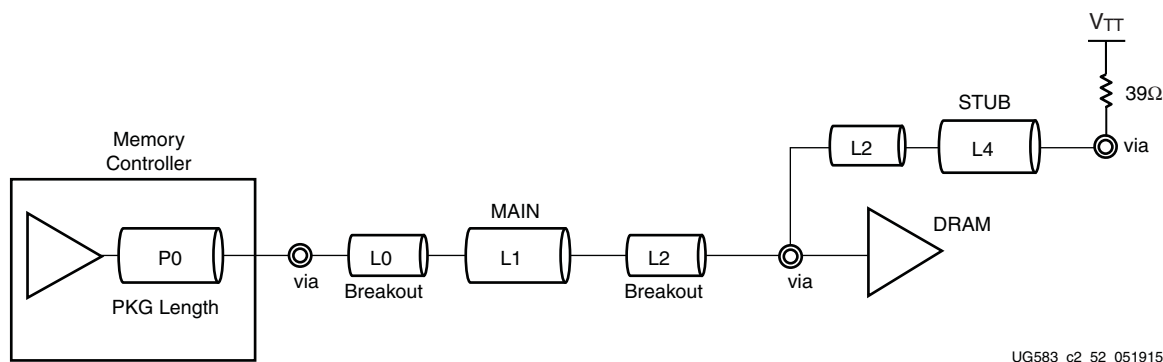 VTT
39Ω
STUB
L2
L4
via
Memory
Controller
MAIN
DRAM
P0
L0
L1
L2
via
Breakout
Breakout
via
PKG Length
UG583_c2_52_051915